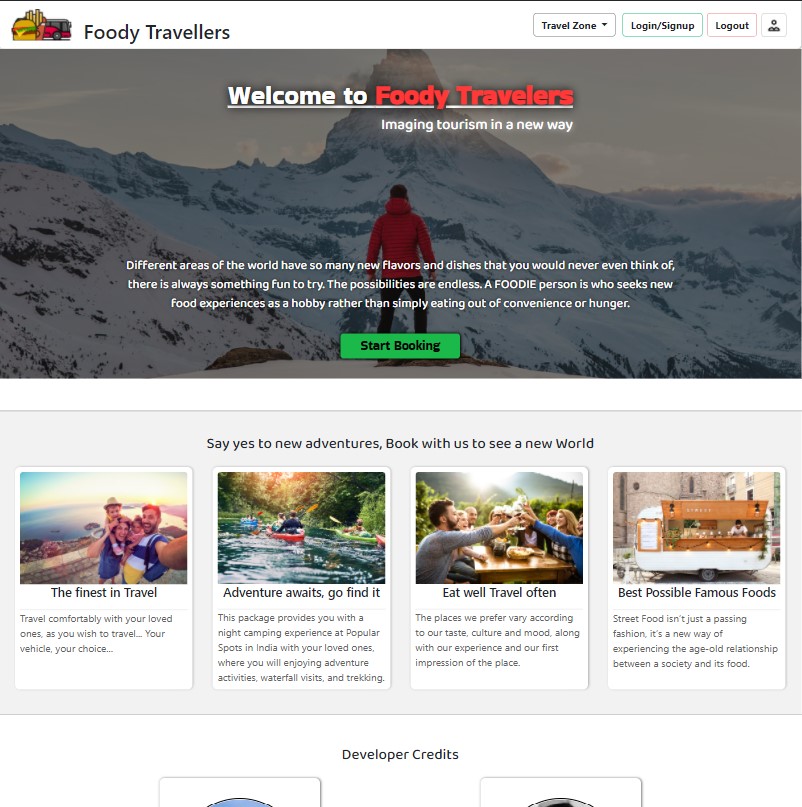 Foody Travellers
Travel Zone
Login/Signup
Logout
Welcome to Foody Travelers
Imaging tourism in a new way
Different areas of the world have so many new flavors and dishes that you would never even think of,
there is always something fun to try. The possibilities are endless. A FOODIE person is who seeks new
food experiences as a hobby rather than simply eating out of convenience or hunger.
Start Booking
Say yes to new adventures, Book with us to see a new World
The finest in Travel
Travel comfortably with your loved
ones, as you wish to travel... Your
vehicle, your choice...
Adventure awaits, go find it
This package provides you with a
night camping experience at Popular
Spots in India with your loved ones,
where you will enjoying adventure
activities, waterfall visits, and trekking.
Eat well Travel often
The places we prefer vary according
to our taste, culture and mood, along
with our experience and our first
impression of the place.
Best Possible Famous Foods
Street Food isn't just a passing
fashion, it's a new way of
experiencing the age-old relationship
between a society and its food.
Developer Credits